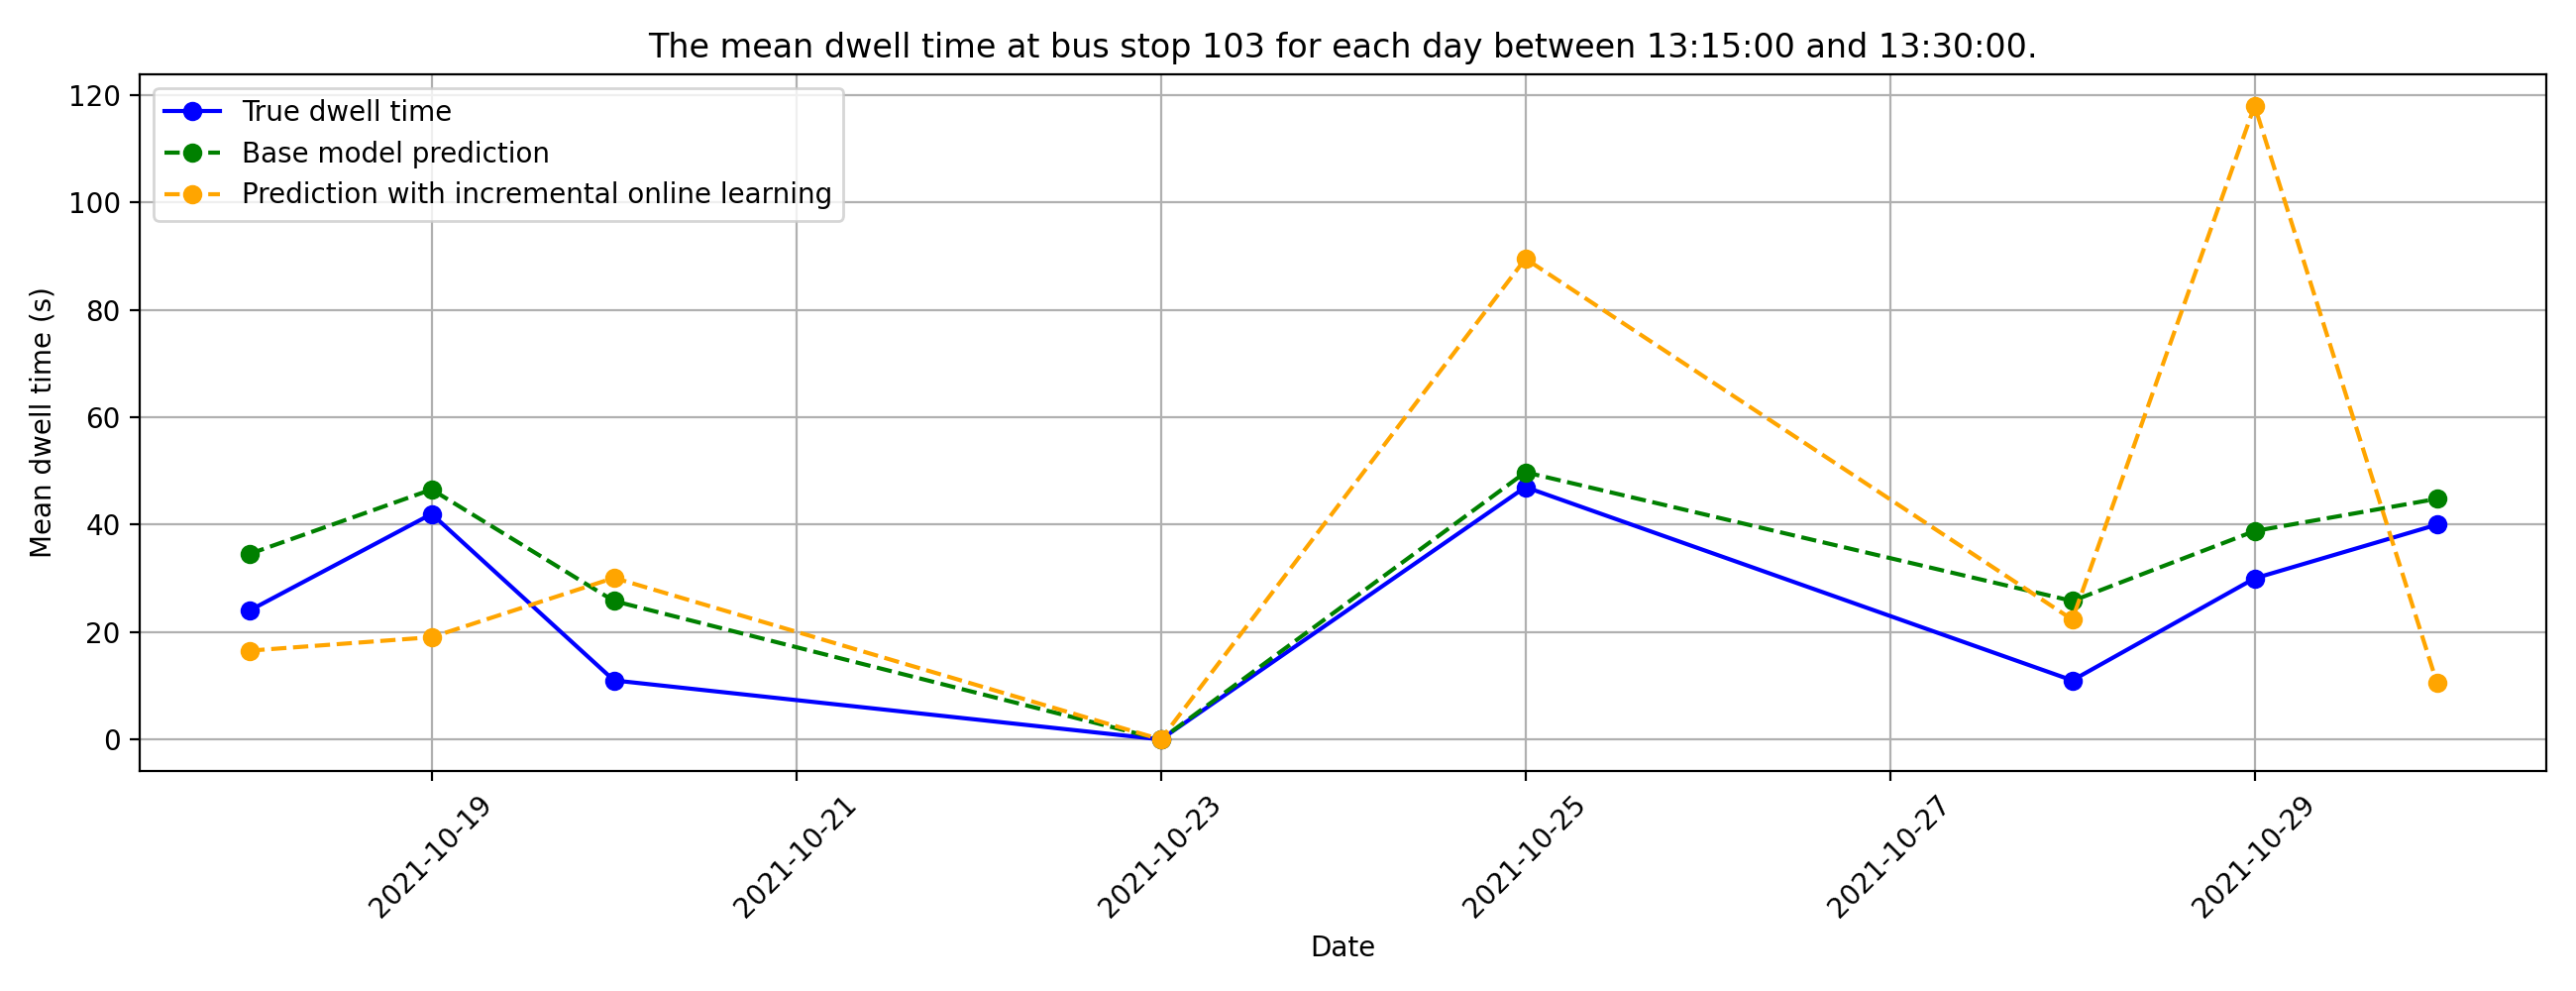 The mean dwell time at bus stop 103 for each day between 13:15:00 and 13:30:00.
True dwell time
Base model prediction
Prediction with incremental online learning
Mean dwell time (s)
120
100
80
60
40
20
0
2021-10-19
2021-10-21
2021-10-23
2021-10-25
2021-10-27
2021-10-29
Date